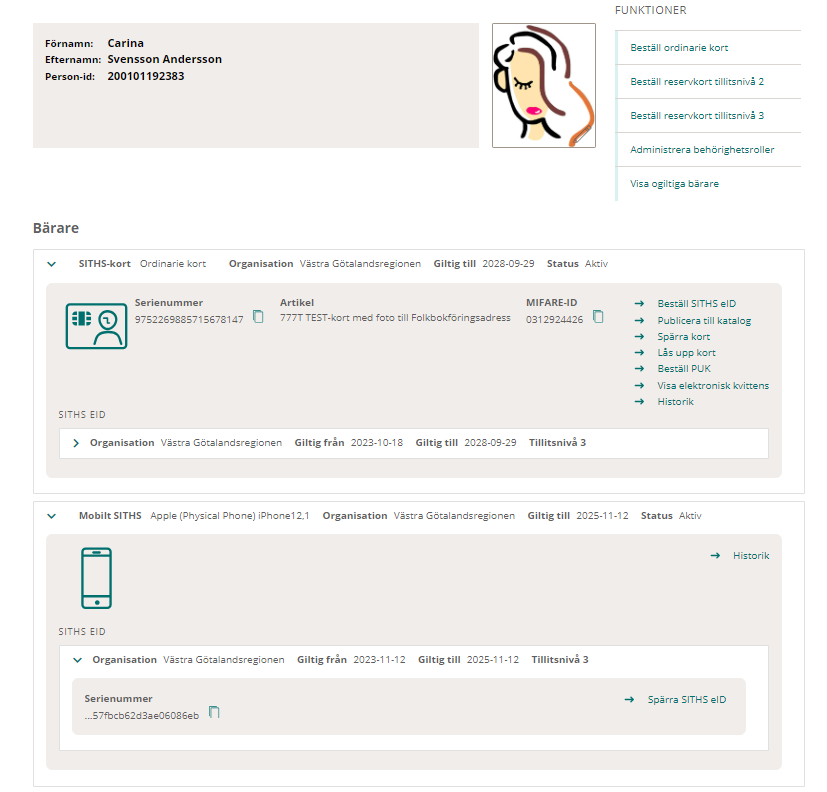 FUNKTIONER
Förnamn: Carina
Efternamn: Svensson Andersson
Person-id: 200101192383
Beställ ordinarie kort
Beställ reservkort tillitsnivå 2
Beställ reservkort tillitsnivå 3
Administrera behörighetsroller
Visa ogiltiga bärare
Bärare
SITHS-kort Ordinarie kort Organisation Västra Götalandsregionen Giltig till 2028-09-29 Status Aktiv
Serienummer Artikel MIFARE-ID
9752269885715678147 777T TEST-kort med foto till Folkbokföringsadress 0312924426
Beställ SITHS eID
Publicera till katalog
Spärra kort
Lås upp kort
Beställ PUK
Visa elektronisk kvittens
Historik
SITHS EID
Organisation Västra Götalandsregionen Giltig från 2023-10-18 Giltig till 2028-09-29 Tillitsnivå 3
Mobilt SITHS Apple (Physical Phone) iPhone12,1 Organisation Västra Götalandsregionen Giltig till 2025-11-12 Status Aktiv
Historik
SITHS EID
Organisation Västra Götalandsregionen Giltig från 2023-11-12 Giltig till 2025-11-12 Tillitsnivå 3
Serienummer
...57fbcb62d3ae06086eb
Spärra SITHS eID